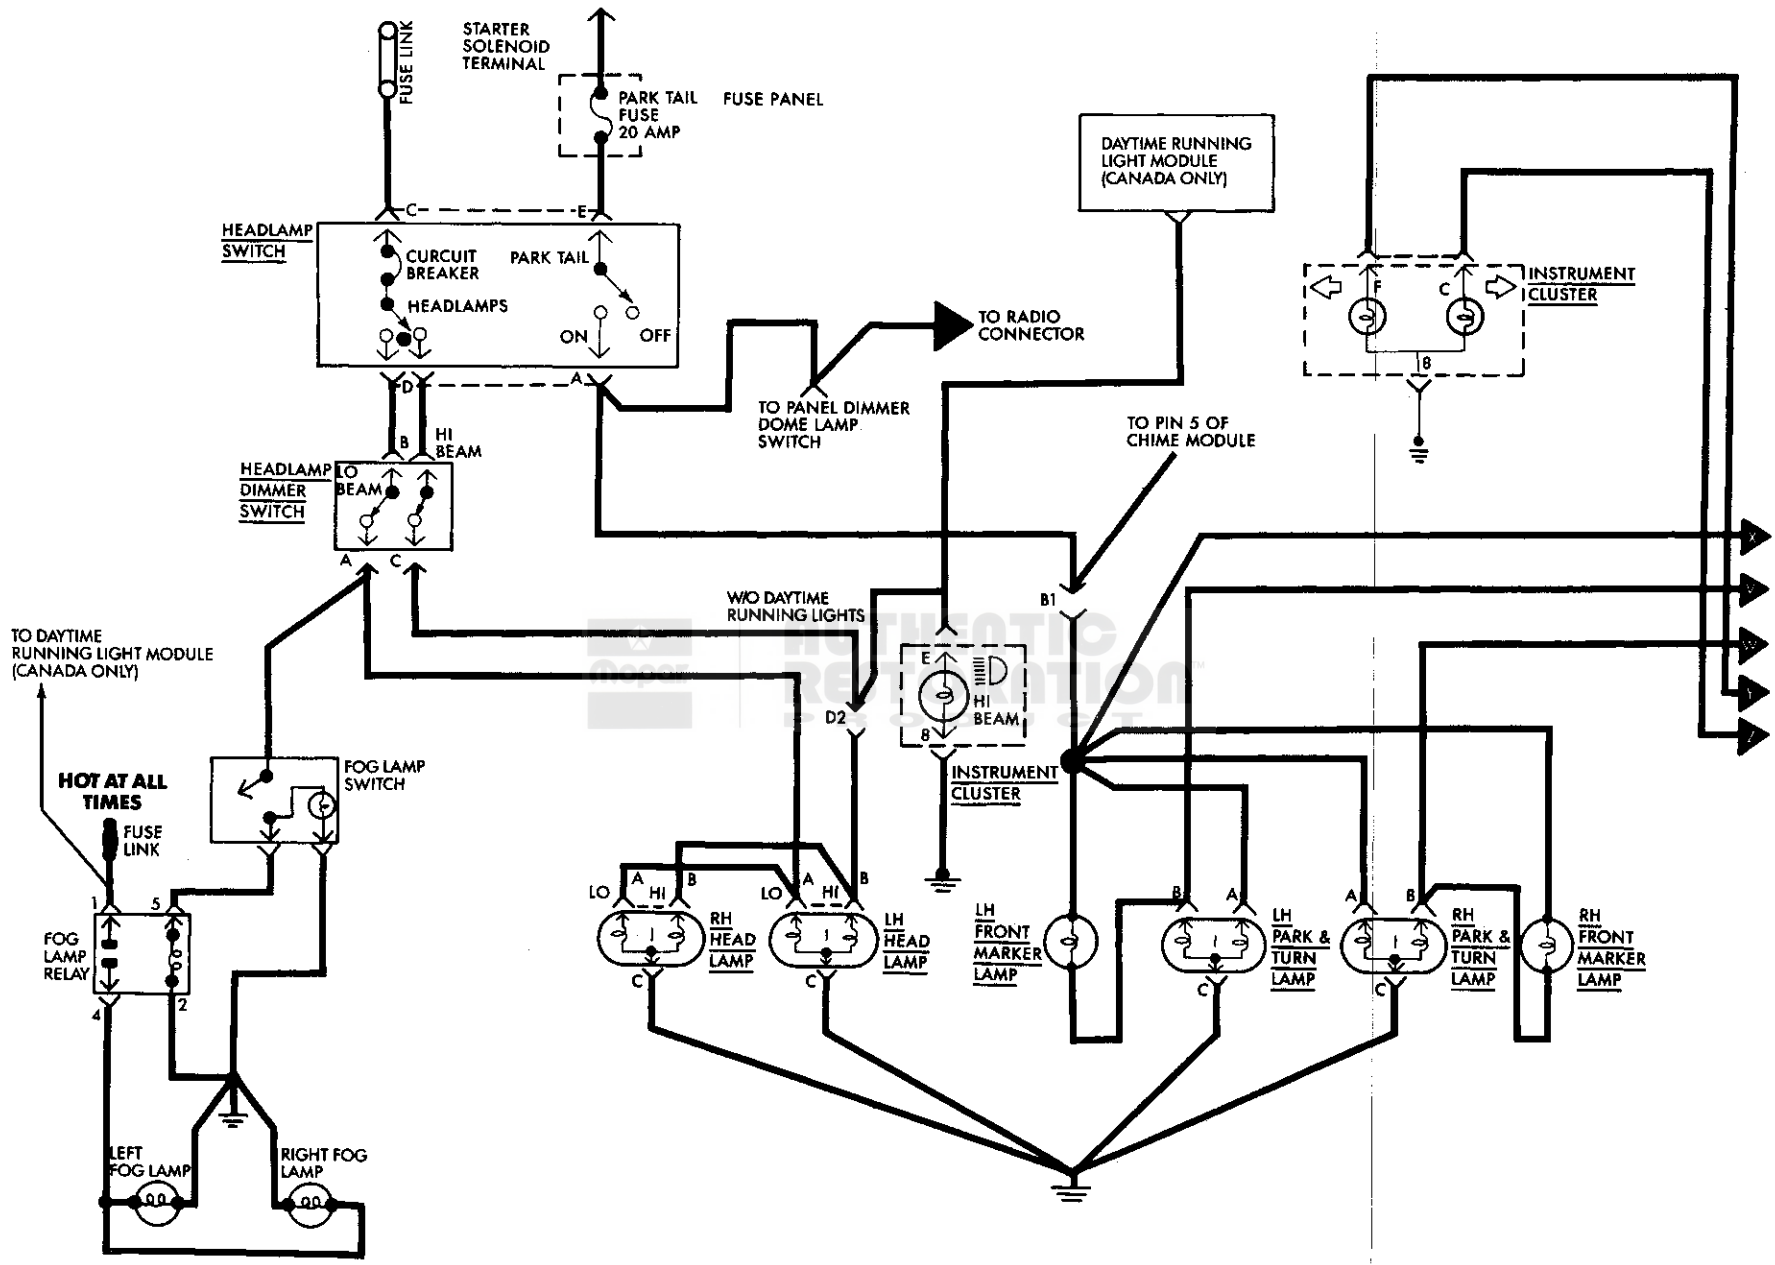 FUSE LINK
STARTER
SOLENOID
TERMINAL
PARK TAIL
FUSE
20 AMP
FUSE PANEL
DAYTIME RUNNING
LIGHT MODULE
(CANADA ONLY)
C
E
HEADLAMP
SWITCH
CURCUIT
BREAKER
HEADLAMPS
PARK TAIL
ON
OFF
D
A
TO RADIO
CONNECTOR
TO PANEL DIMMER
DOME LAMP
SWITCH
INSTRUMENT
CLUSTER
F
C
8
TO PIN 5 OF
CHIME MODULE
B
HI
BEAM
HEADLAMP
DIMMER
SWITCH
LO
BEAM
A
C
W/O DAYTIME
RUNNING LIGHTS
B1
D2
E
HI
BEAM
8
INSTRUMENT
CLUSTER
Mopar
AUTHENTIC
RESTORATION
PRODUCT
TO DAYTIME
RUNNING LIGHT MODULE
(CANADA ONLY)
HOT AT ALL
TIMES
FUSE
LINK
FOG LAMP
SWITCH
1
5
FOG
LAMP
RELAY
4
2
LEFT
FOG LAMP
RIGHT FOG
LAMP
LO
A
HI
B
RH
HEAD
LAMP
C
LO
A
HI
B
LH
HEAD
LAMP
C
LH
FRONT
MARKER
LAMP
B
A
LH
PARK &
TURN
LAMP
C
A
B
RH
PARK &
TURN
LAMP
C
RH
FRONT
MARKER
LAMP